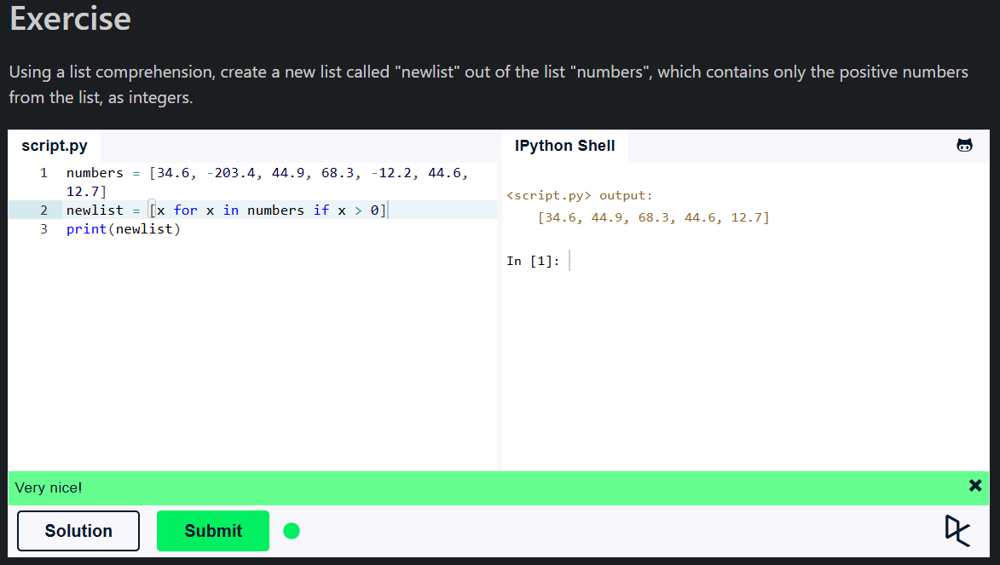 Exercise
Using a list comprehension, create a new list called "newlist" out of the list "numbers", which contains only the positive numbers
from the list, as integers.
script.py
1 numbers = [34.6, -203.4, 44.9, 68.3, -12.2, 44.6,
12.7]
2 newlist = [x for x in numbers if x > 0]
3 print(newlist)
IPython Shell
<script.py> output:
[34.6, 44.9, 68.3, 44.6, 12.7]
In [1]:
Very nice!
Solution
Submit